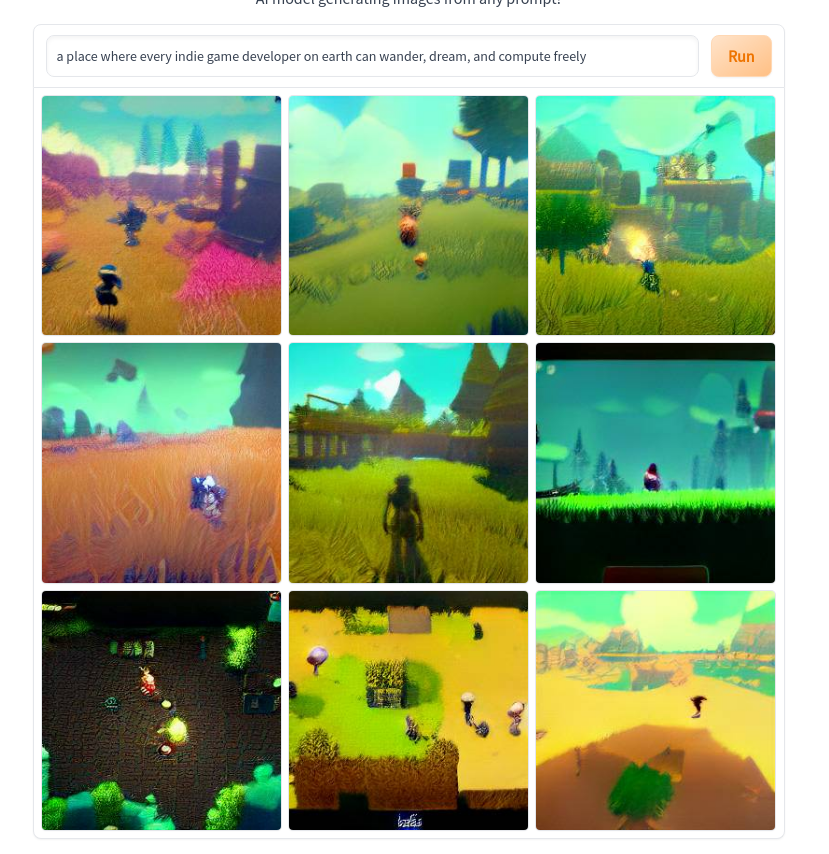 AI model generating images from any prompt!
a place where every indie game developer on earth can wander, dream, and compute freely
Run